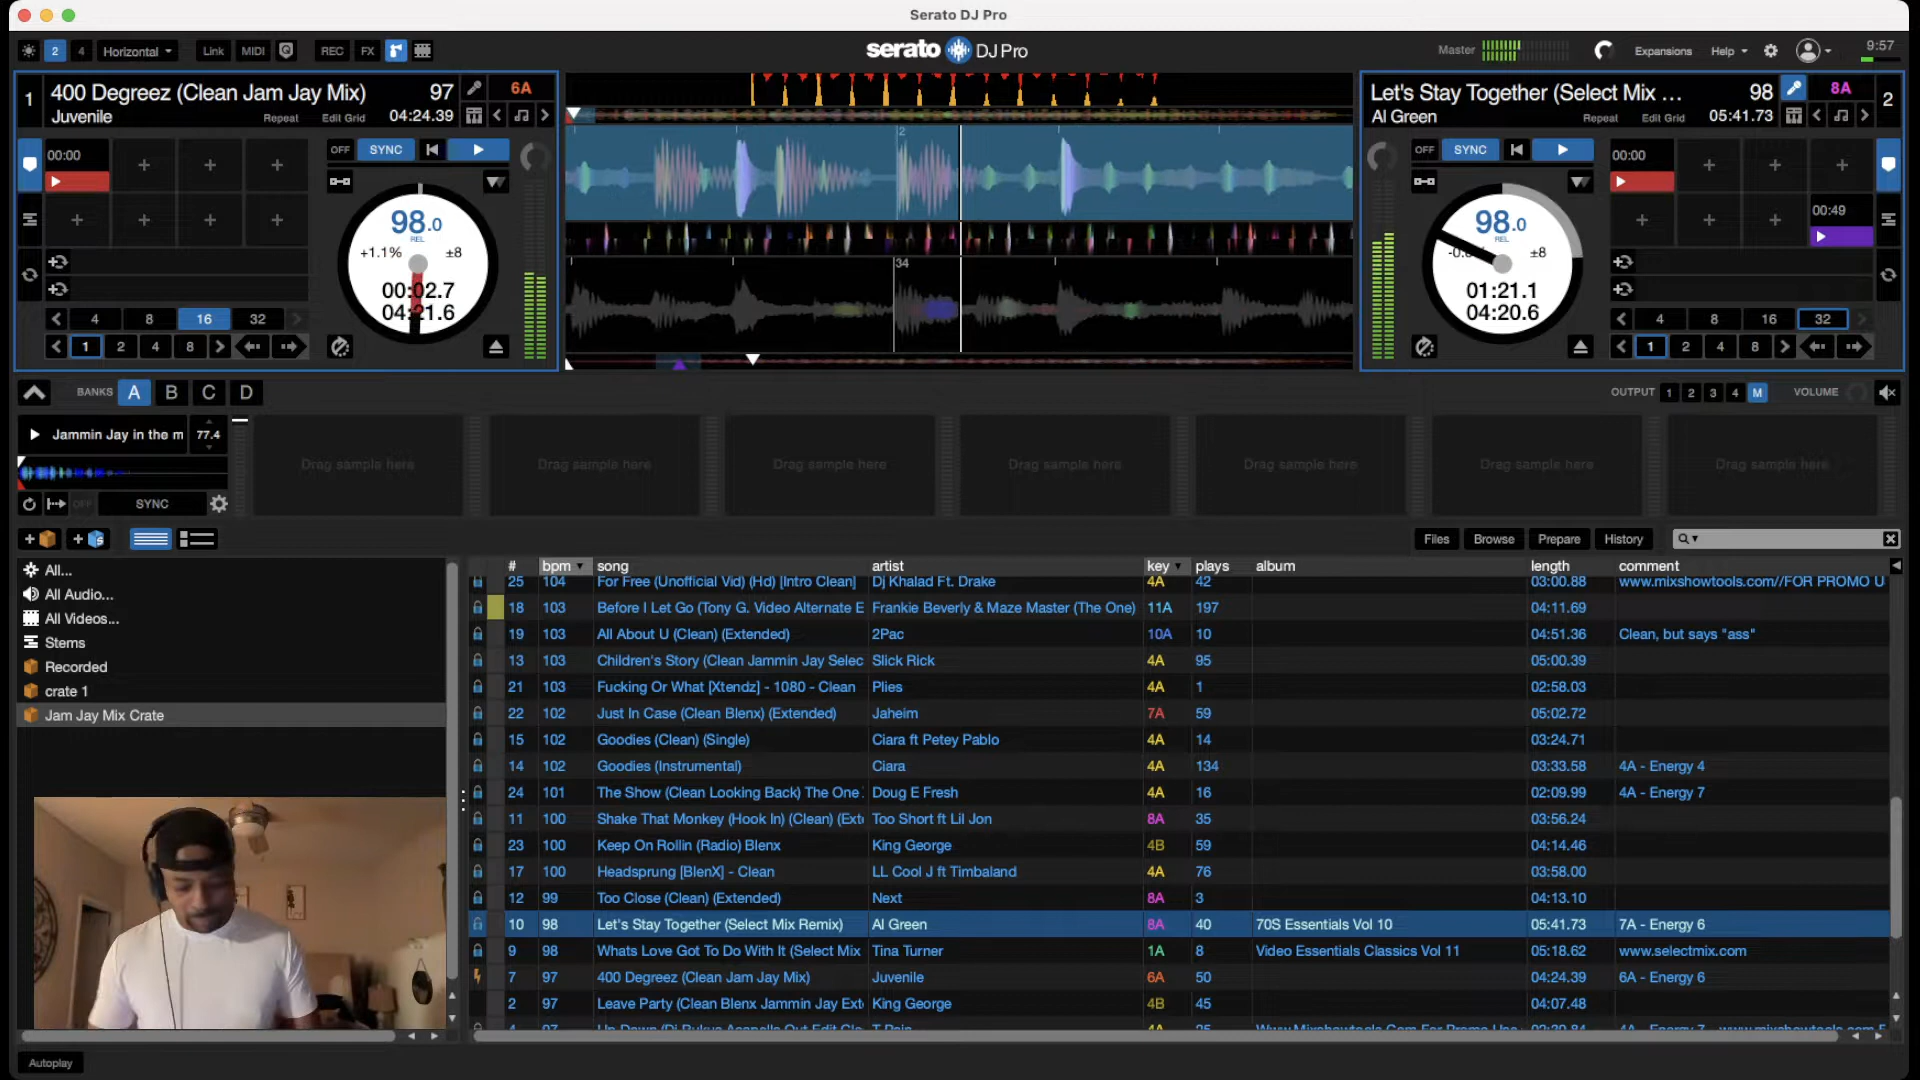 Serato DJ Pro
2 4 Horizontal Link MIDI REC FX
serato DJ Pro
Master Expansions Help 9:57
1 400 Degreez (Clean Jam Jay Mix) 97 6A
Juvenile Repeat Edit Grid 04:24.39
00:00 OFF SYNC
98.0
REL
+1.1% ±8
00:02.7
04:21.6
4 8 16 32
1 2 4 8
2
34
Let's Stay Together (Select Mix ... 98 8A 2
Al Green Repeat Edit Grid 05:41.73
OFF SYNC 00:00
00:49
98.0
REL
±8
01:21.1
04:20.6
4 8 16 32
1 2 4 8
BANKS A B C D OUTPUT 1 2 3 4 M VOLUME
Jammin Jay in the m 77.4
Drag sample here Drag sample here Drag sample here Drag sample here Drag sample here Drag sample here Drag sample here
OFF SYNC
Files Browse Prepare History
All...
All Audio...
All Videos...
Stems
Recorded
crate 1
Jam Jay Mix Crate
# bpm song artist key plays album length comment
25 104 For Free (Unofficial Vid) (Hd) [Intro Clean] Dj Khalad Ft. Drake 4A 42 03:00.88 www.mixshowtools.com//FOR PROMO U
18 103 Before I Let Go (Tony G. Video Alternate E Frankie Beverly & Maze Master (The One) 11A 197 04:11.69
19 103 All About U (Clean) (Extended) 2Pac 10A 10 04:51.36 Clean, but says "ass"
13 103 Children's Story (Clean Jammin Jay Selec Slick Rick 4A 95 05:00.39
21 103 Fucking Or What [Xtendz] - 1080 - Clean Plies 4A 1 02:58.03
22 102 Just In Case (Clean Blenx) (Extended) Jaheim 7A 59 05:02.72
15 102 Goodies (Clean) (Single) Ciara ft Petey Pablo 4A 14 03:24.71
14 102 Goodies (Instrumental) Ciara 4A 134 03:33.58 4A - Energy 4
24 101 The Show (Clean Looking Back) The One Doug E Fresh 4A 16 02:09.99 4A - Energy 7
11 100 Shake That Monkey (Hook In) (Clean) (Exte Too Short ft Lil Jon 8A 35 03:56.24
23 100 Keep On Rollin (Radio) Blenx King George 4B 59 04:14.46
17 100 Headsprung [BlenX] - Clean LL Cool J ft Timbaland 4A 76 03:58.00
12 99 Too Close (Clean) (Extended) Next 8A 3 04:13.10
10 98 Let's Stay Together (Select Mix Remix) Al Green 8A 40 70S Essentials Vol 10 05:41.73 7A - Energy 6
9 98 Whats Love Got To Do With It (Select Mix Tina Turner 1A 8 Video Essentials Classics Vol 11 05:18.62 www.selectmix.com
7 97 400 Degreez (Clean Jam Jay Mix) Juvenile 6A 50 04:24.39 6A - Energy 6
2 97 Leave Party (Clean Blenx Jammin Jay Ext King George 4B 45 04:07.48
Autoplay